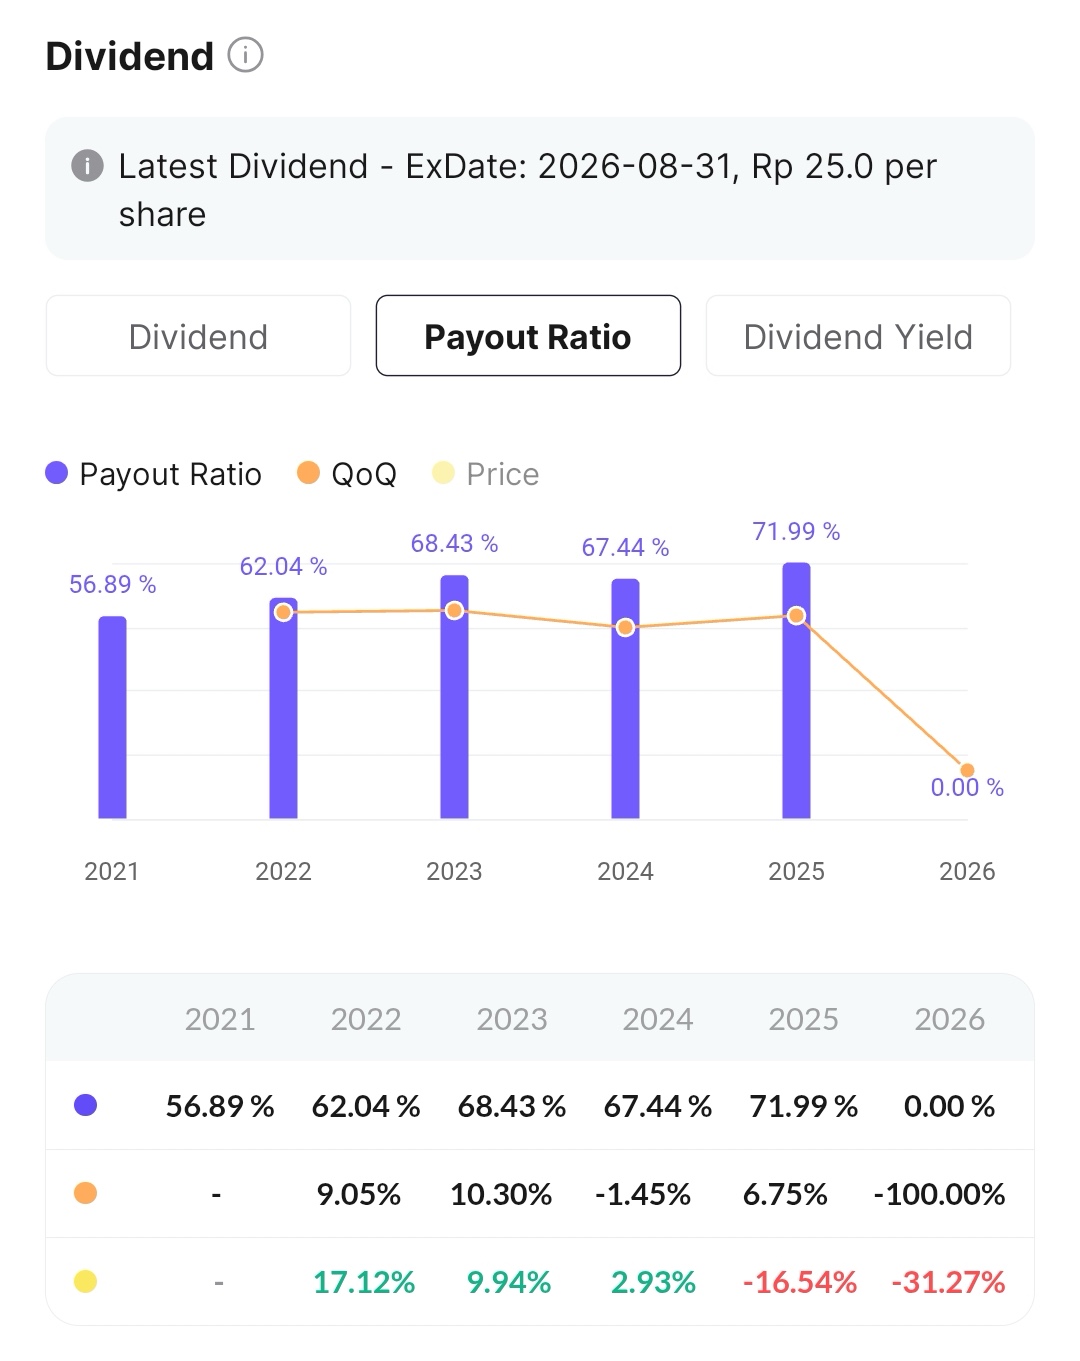 Dividend
Latest Dividend - ExDate: 2026-08-31, Rp 25.0 per
share
Dividend Payout Ratio Dividend Yield
Payout Ratio QoQ Price
56.89 % 62.04 % 68.43 % 67.44 % 71.99 % 0.00 %
2021 2022 2023 2024 2025 2026
2021 2022 2023 2024 2025 2026
56.89 % 62.04 % 68.43 % 67.44 % 71.99 % 0.00 %
- 9.05% 10.30% -1.45% 6.75% -100.00%
- 17.12% 9.94% 2.93% -16.54% -31.27%